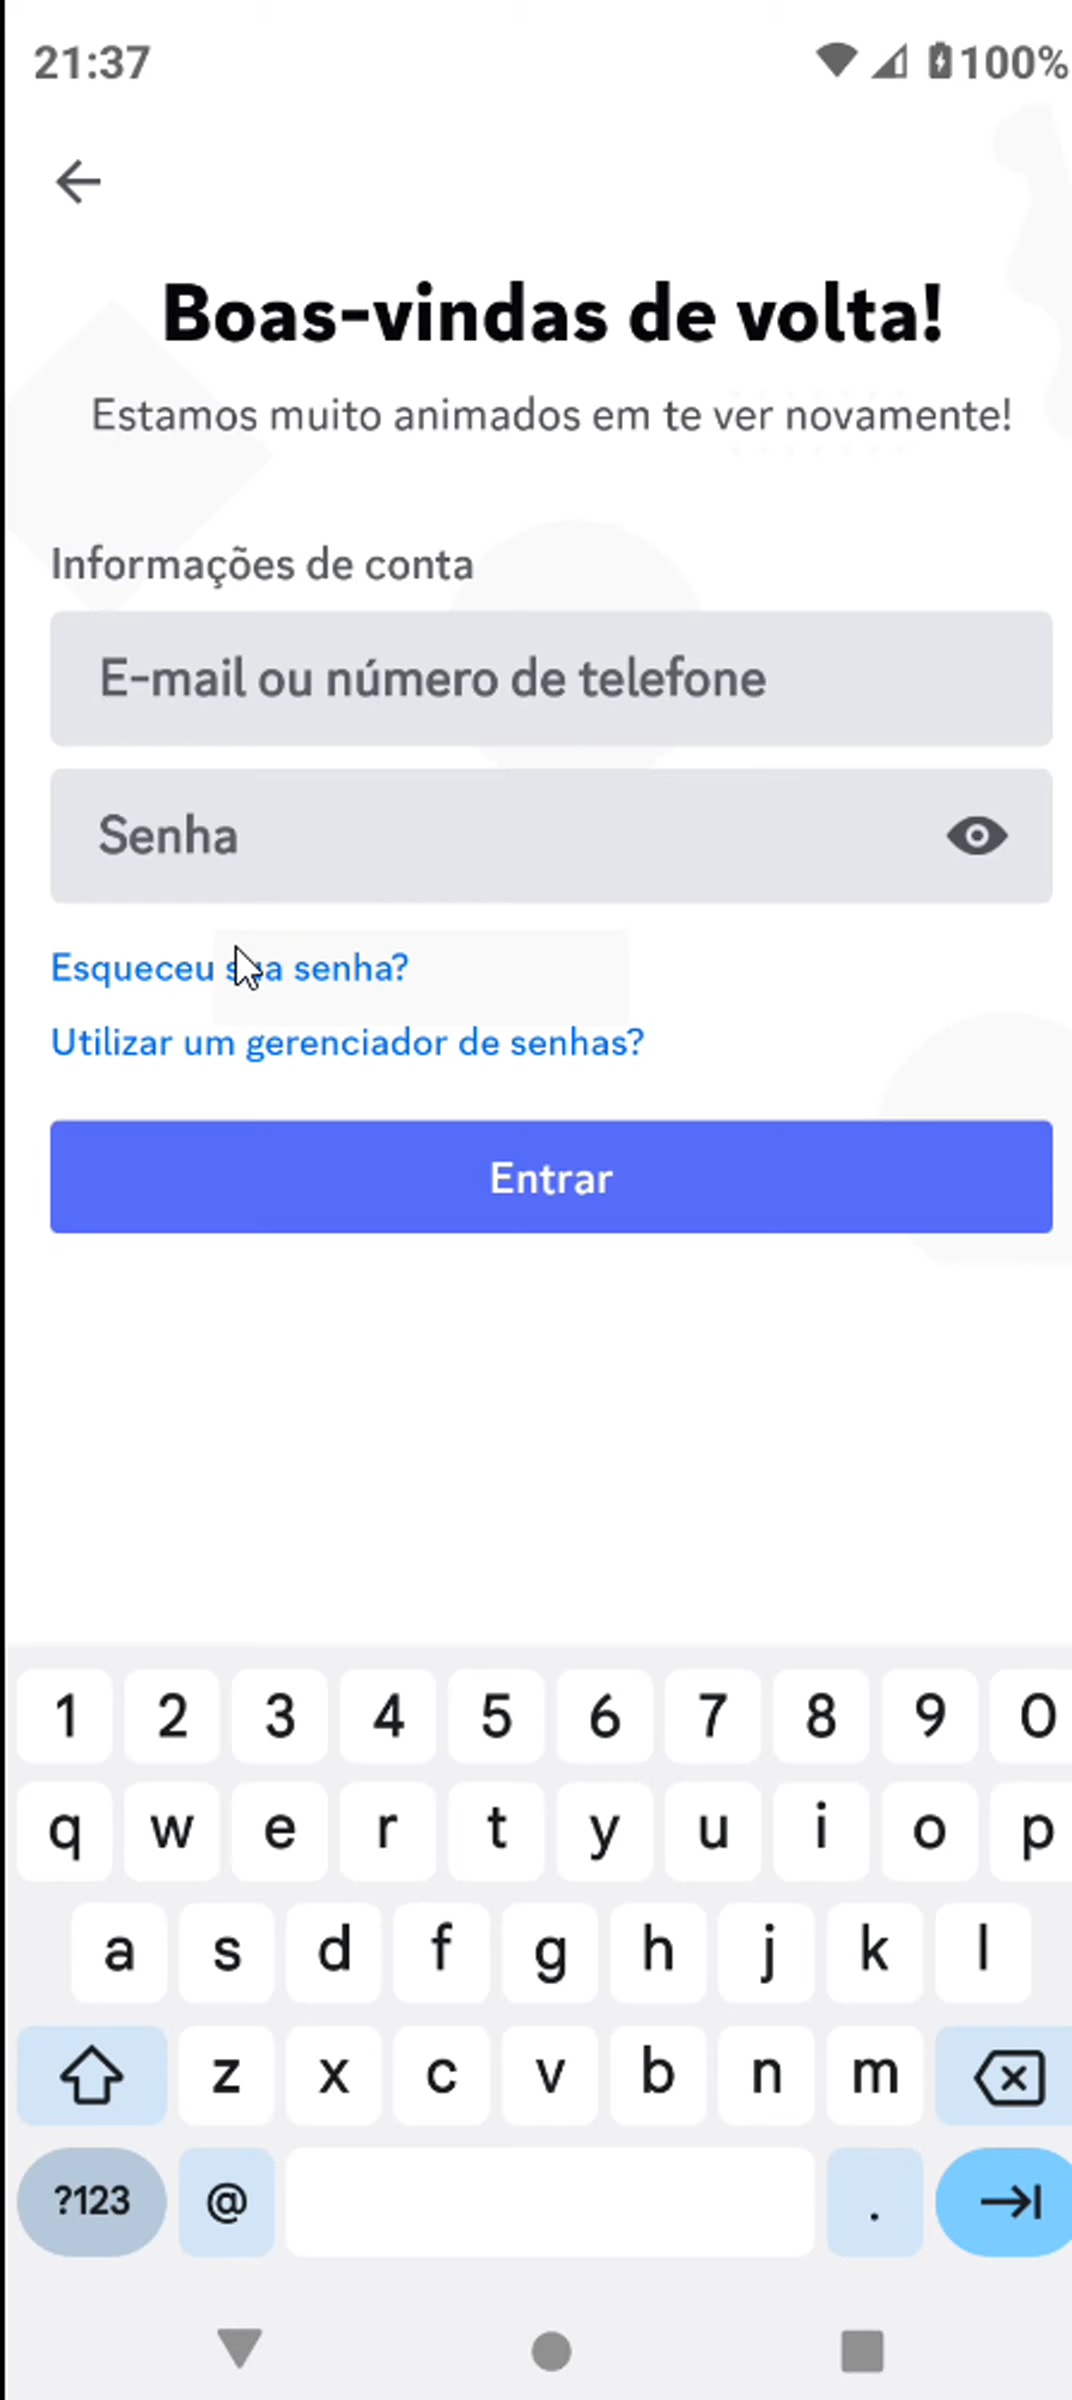 21:37 100%
Boas-vindas de volta!
Estamos muito animados em te ver novamente!
Informações de conta
E-mail ou número de telefone
Senha
Esqueceu sua senha?
Utilizar um gerenciador de senhas?
Entrar
1 2 3 4 5 6 7 8 9 0
q w e r t y u i o p
a s d f g h j k l
z x c v b n m
?123 @ .